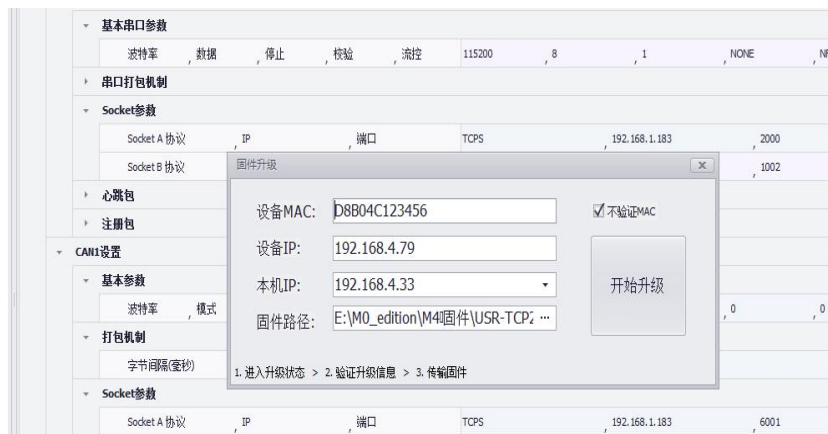 基本串口参数
波特率 , 数据 , 停止 , 校验 , 流控 115200 , 8 , 1 , NONE
串口打包机制
Socket参数
Socket A 协议 , IP , 端口 TCPS , 192.168.1.183 , 2000
Socket B 协议 , 1002
心跳包
注册包
CAN1设置
基本参数
波特率 , 模式 , 0 , 0
打包机制
字节间隔(毫秒)
Socket参数
Socket A 协议 , IP , 端口 TCPS , 192.168.1.183 , 6001
固件升级
设备MAC: D8B04C123456 不验证MAC
设备IP: 192.168.4.79
本机IP: 192.168.4.33 开始升级
固件路径: E:\M0_edition\M4固件\USR-TCP2 ...
1. 进入升级状态 > 2. 验证升级信息 > 3. 传输固件